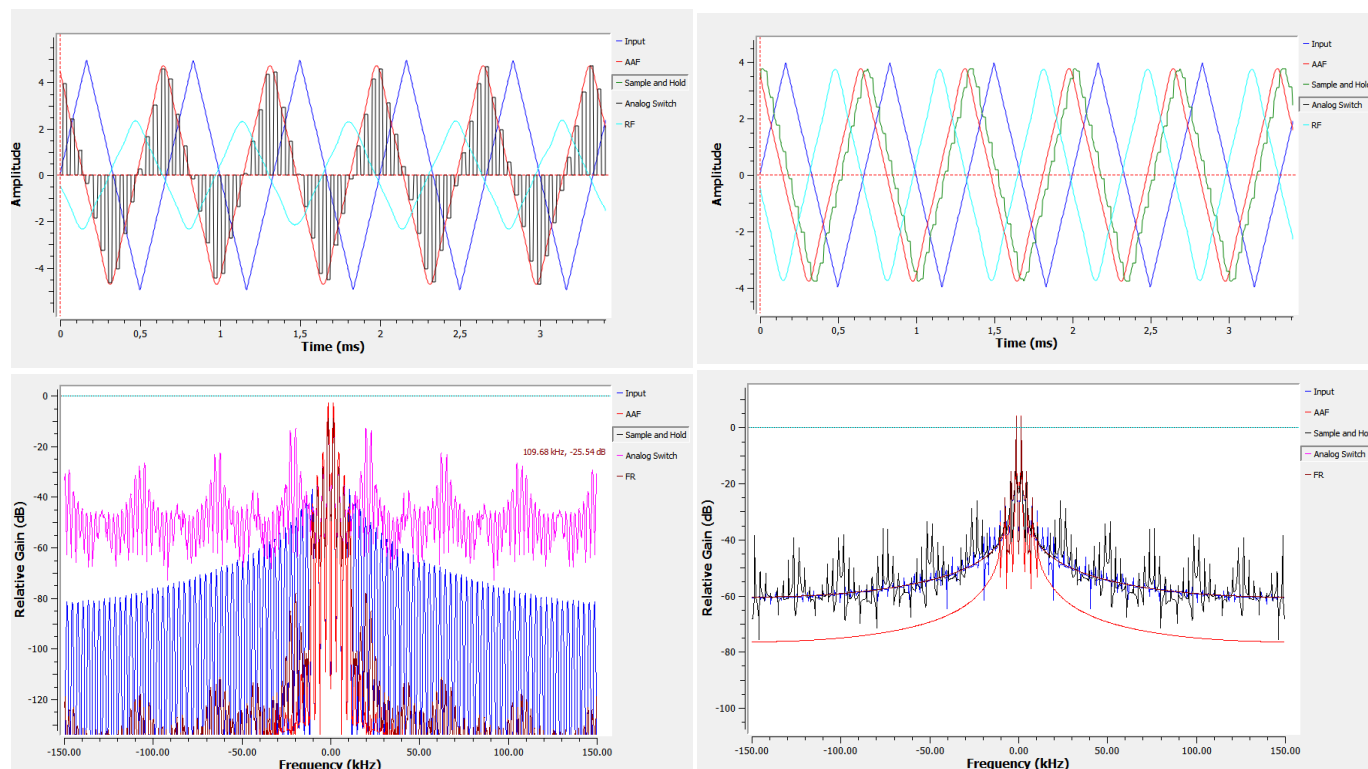 Input
AAF
Sample and Hold
Analog Switch
RF
4
2
0
-2
-4
Amplitude
0
0,5
1
1,5
2
2,5
3
Time (ms)
Input
AAF
Sample and Hold
Analog Switch
RF
4
2
0
-2
-4
Amplitude
0
0,5
1
1,5
2
2,5
3
Time (ms)
Input
AAF
Sample and Hold
Analog Switch
FR
109.68 kHz, -25.54 dB
0
-20
-40
-60
-80
-100
-120
Relative Gain (dB)
-150.00
-100.00
-50.00
0.00
50.00
100.00
150.00
Frequency (kHz)
Input
AAF
Sample and Ho
Analog Switch
FR
0
-20
-40
-60
-80
-100
Relative Gain (dB)
-150.00
-100.00
-50.00
0.00
50.00
100.00
150.00
Frequency (kHz)